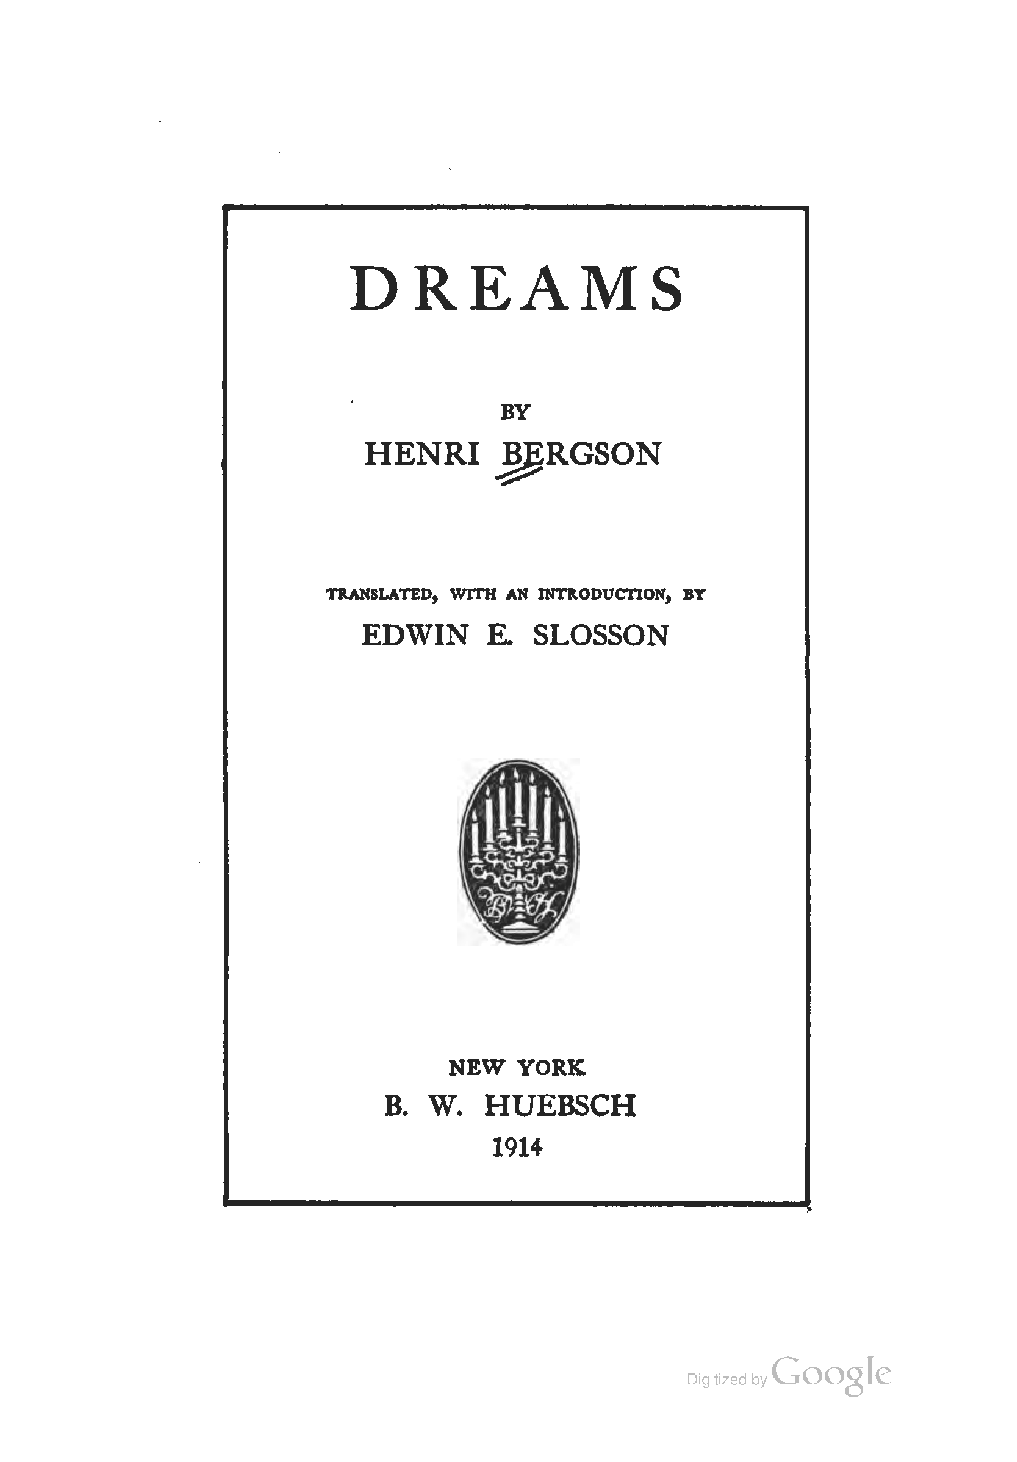 DREAMS
BY
HENRI BERGSON
TRANSLATED, WITH AN INTRODUCTION, BY
EDWIN E. SLOSSON
B W H
NEW YORK
B. W. HUEBSCH
1914
Digitized by Google